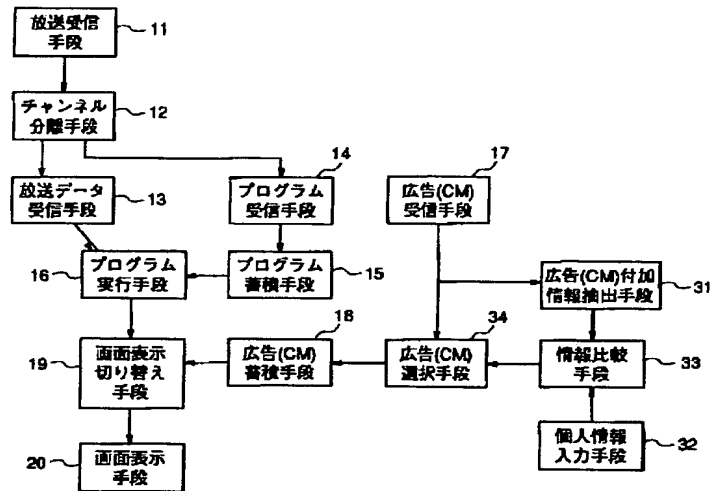 放送受信
手段
11
チャンネル
分離手段
12
放送データ
受信手段
13
プログラム
受信手段
14
広告(CM)
受信手段
17
プログラム
実行手段
16
プログラム
蓄積手段
15
広告(CM)付加
情報抽出手段
31
画面表示
切り替え
手段
19
広告(CM)
蓄積手段
18
広告(CM)
選択手段
34
情報比較
手段
33
画面表示
手段
20
個人情報
入力手段
32